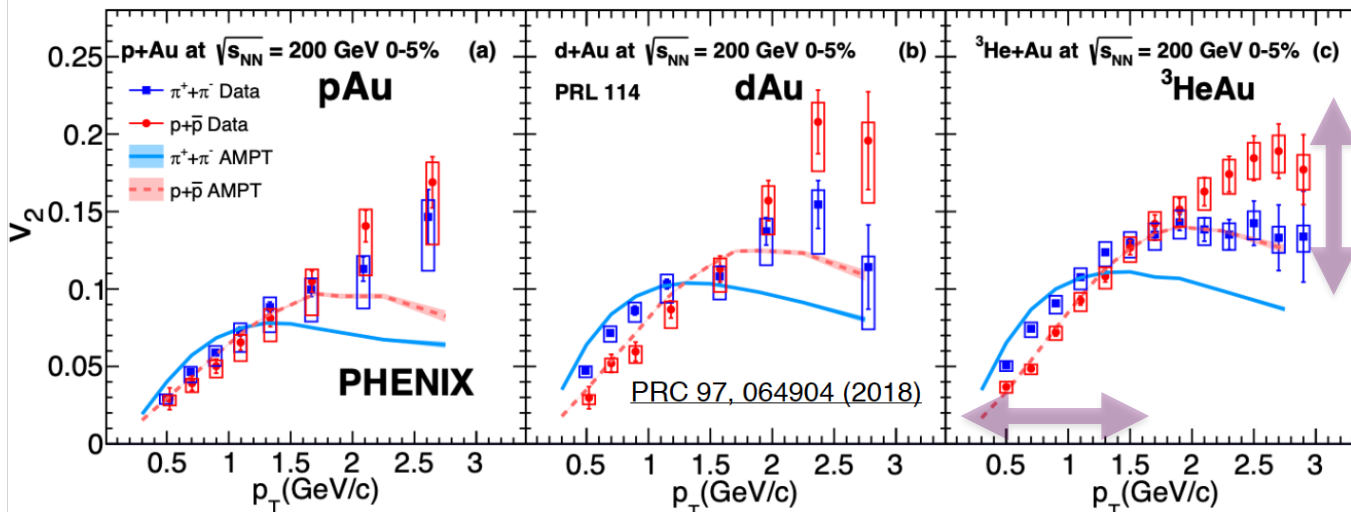 p+Au at √sNN = 200 GeV 0-5% (a)
pAu
π⁺+π⁻ Data
p+p̄ Data
π⁺+π⁻ AMPT
p+p̄ AMPT
PHENIX
d+Au at √sNN = 200 GeV 0-5% (b)
PRL 114
dAu
PRC 97, 064904 (2018)
³He+Au at √sNN = 200 GeV 0-5% (c)
³HeAu
v2
0.25
0.2
0.15
0.1
0.05
0
0.5 1 1.5 2 2.5 3
0.5 1 1.5 2 2.5 3
0.5 1 1.5 2 2.5 3
pT(GeV/c)
pT(GeV/c)
pT(GeV/c)